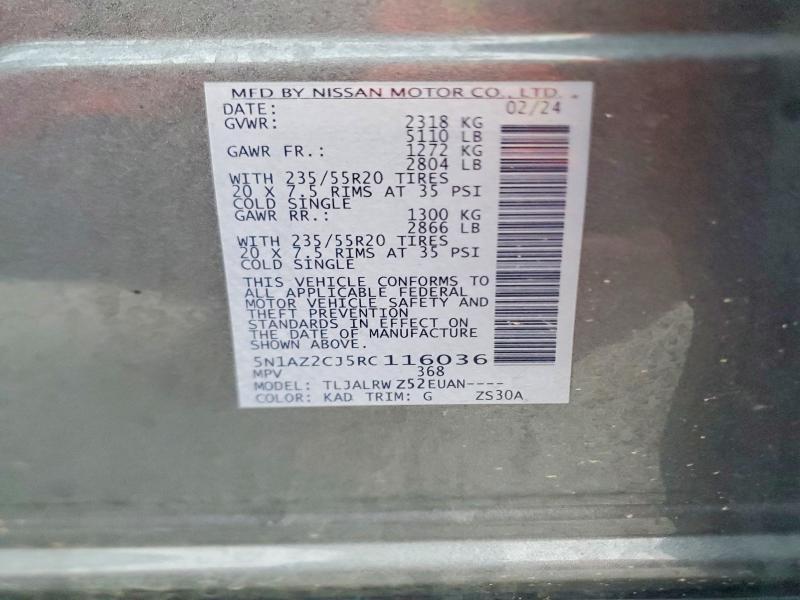 MFD BY NISSAN MOTOR CO., LTD.
DATE: 02/24
GVWR: 2318 KG
5110 LB
GAWR FR.: 1272 KG
2804 LB
WITH 235/55R20 TIRES
20 X 7.5 RIMS AT 35 PSI
COLD SINGLE
GAWR RR.: 1300 KG
2866 LB
WITH 235/55R20 TIRES
20 X 7.5 RIMS AT 35 PSI
COLD SINGLE
THIS VEHICLE CONFORMS TO
ALL APPLICABLE FEDERAL
MOTOR VEHICLE SAFETY AND
THEFT PREVENTION
STANDARDS IN EFFECT ON
THE DATE OF MANUFACTURE
SHOWN ABOVE.
5N1AZ2CJ5RC116036
MPV 368
MODEL: TLJALRW Z52EUAN----
COLOR: KAD TRIM: G ZS30A